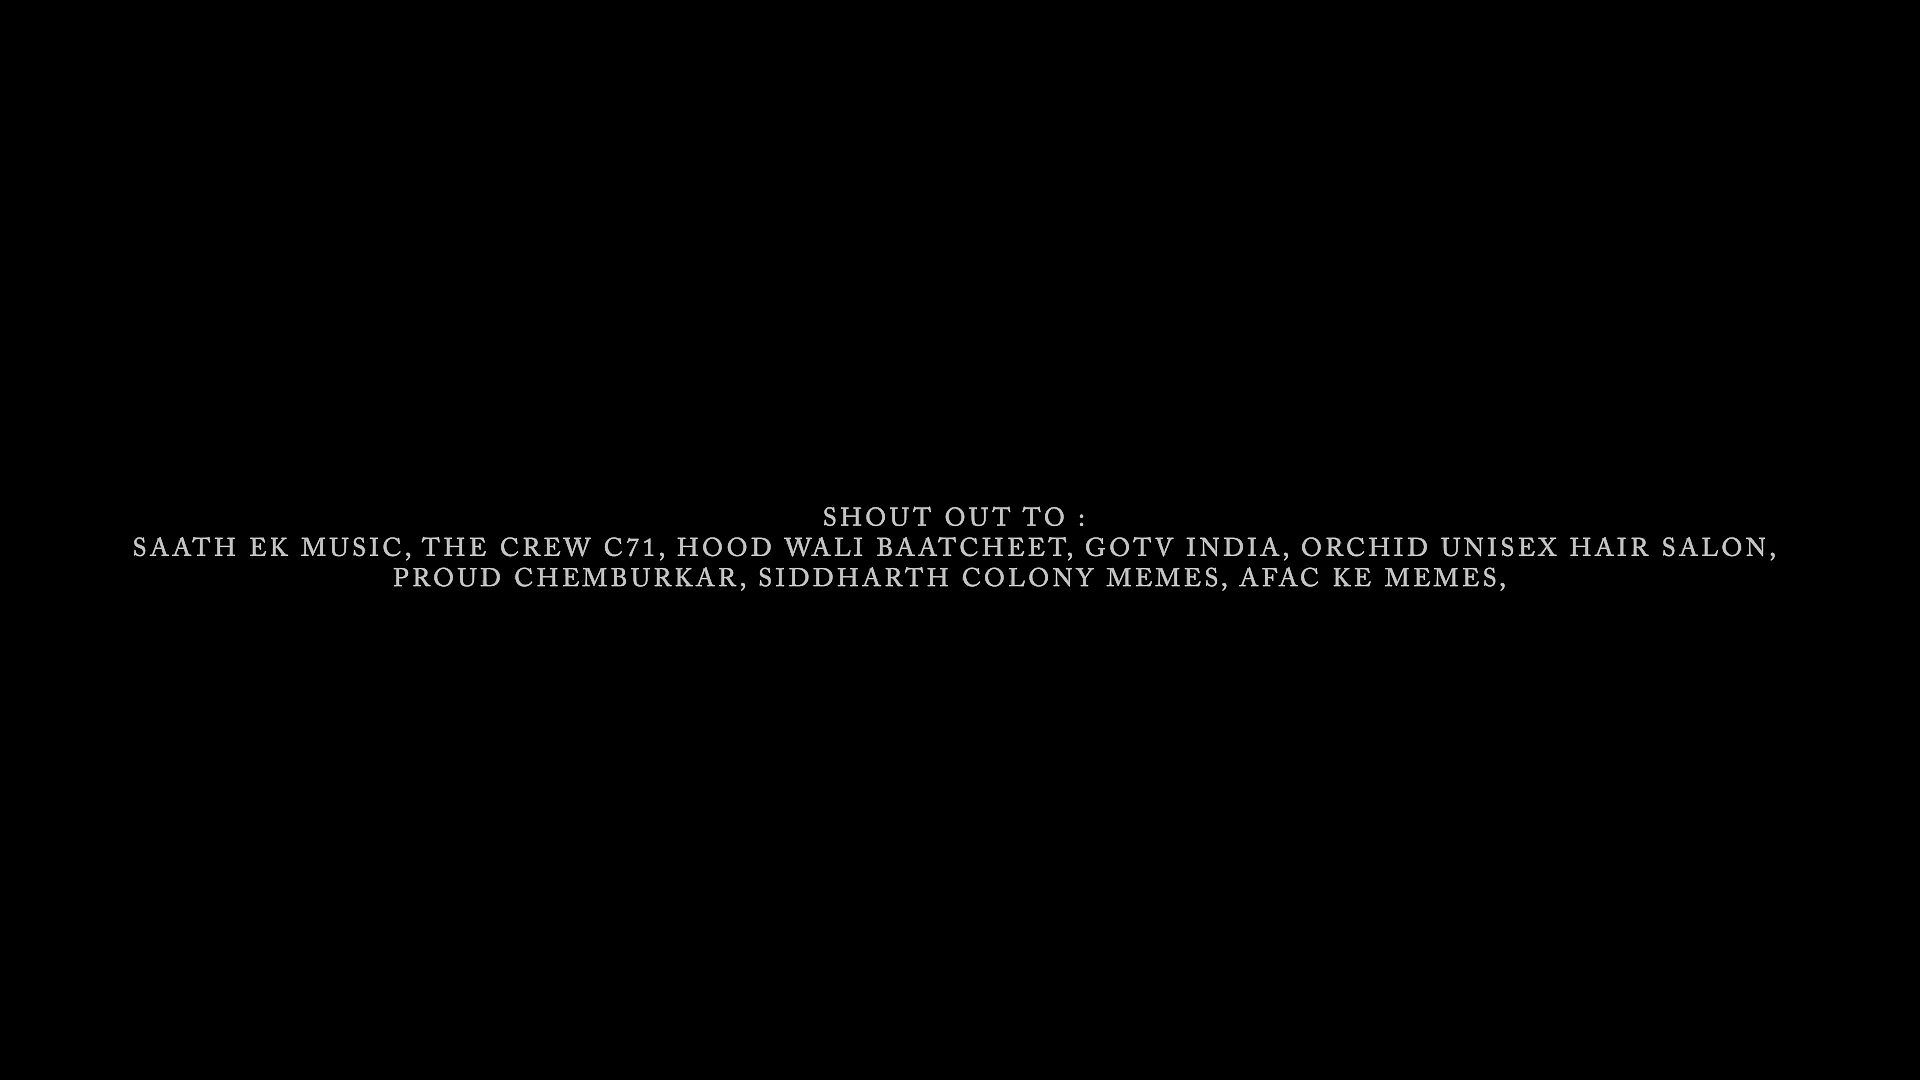 SHOUT OUT TO :
SAATH EK MUSIC, THE CREW C71, HOOD WALI BAATCHEET, GOTV INDIA, ORCHID UNISEX HAIR SALON,
PROUD CHEMBURKAR, SIDDHARTH COLONY MEMES, AFAC KE MEMES,